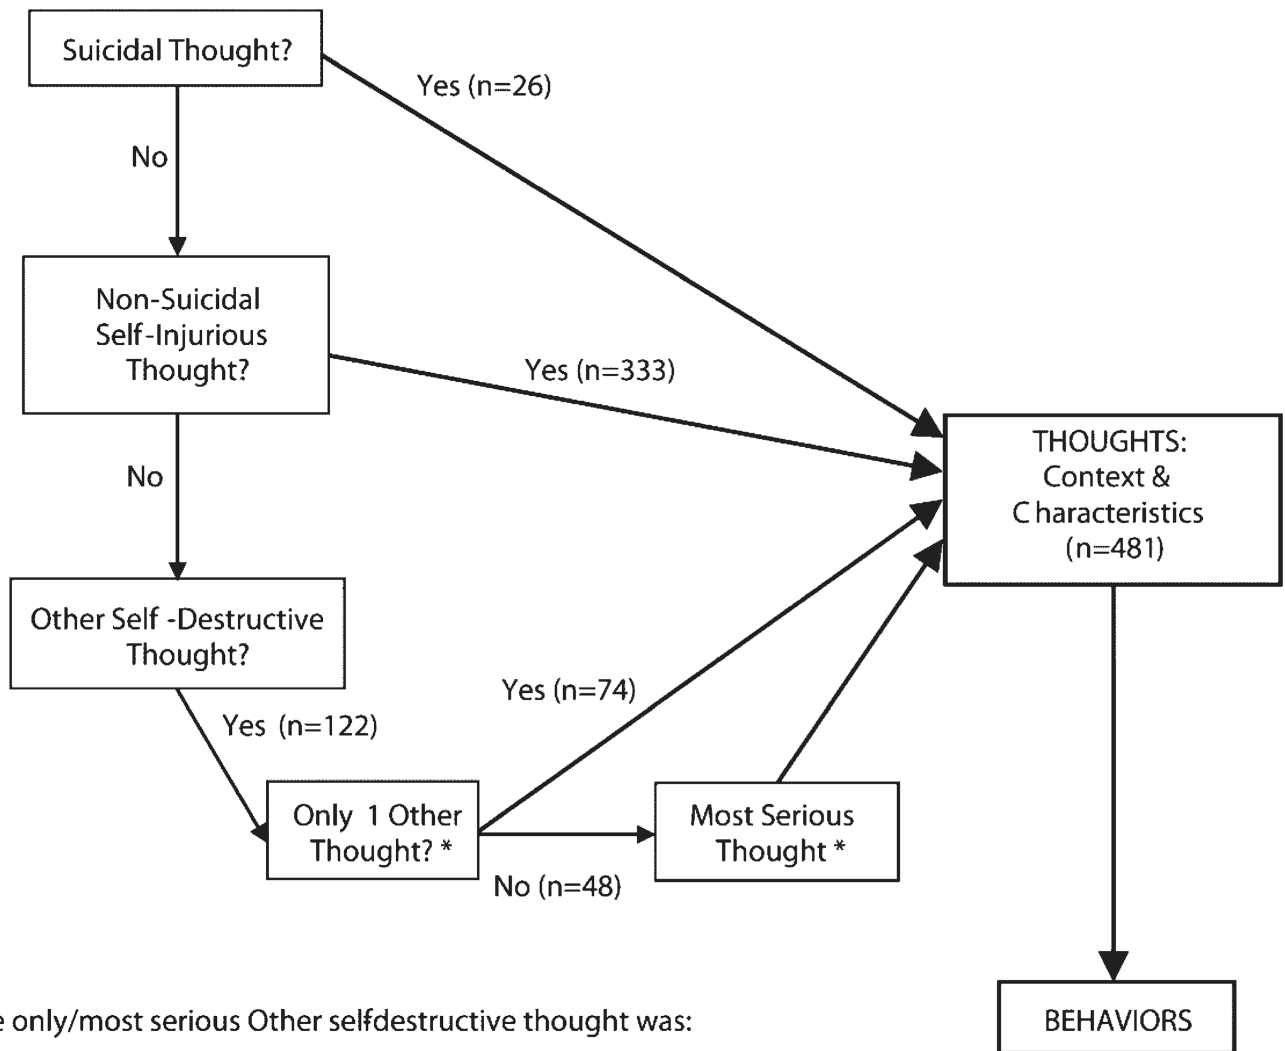 Suicidal Thought?
Yes (n=26)
No
Non-Suicidal
Self-Injurious
Thought?
Yes (n=333)
No
THOUGHTS:
Context &
Characteristics
(n=481)
Other Self -Destructive
Thought?
Yes (n=74)
Yes (n=122)
Only 1 Other
Thought? *
Most Serious
Thought *
No (n=48)
only/most serious Other selfdestructive thought was:
BEHAVIORS